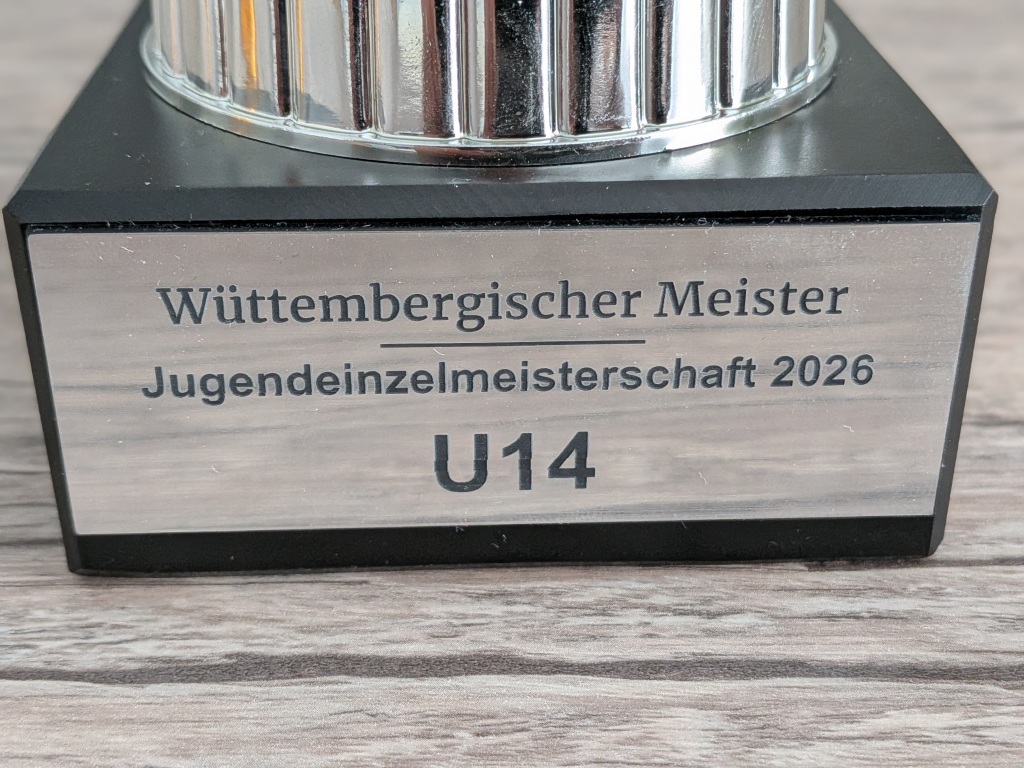 Wüttembergischer Meister
Jugendeinzelmeisterschaft 2026
U14